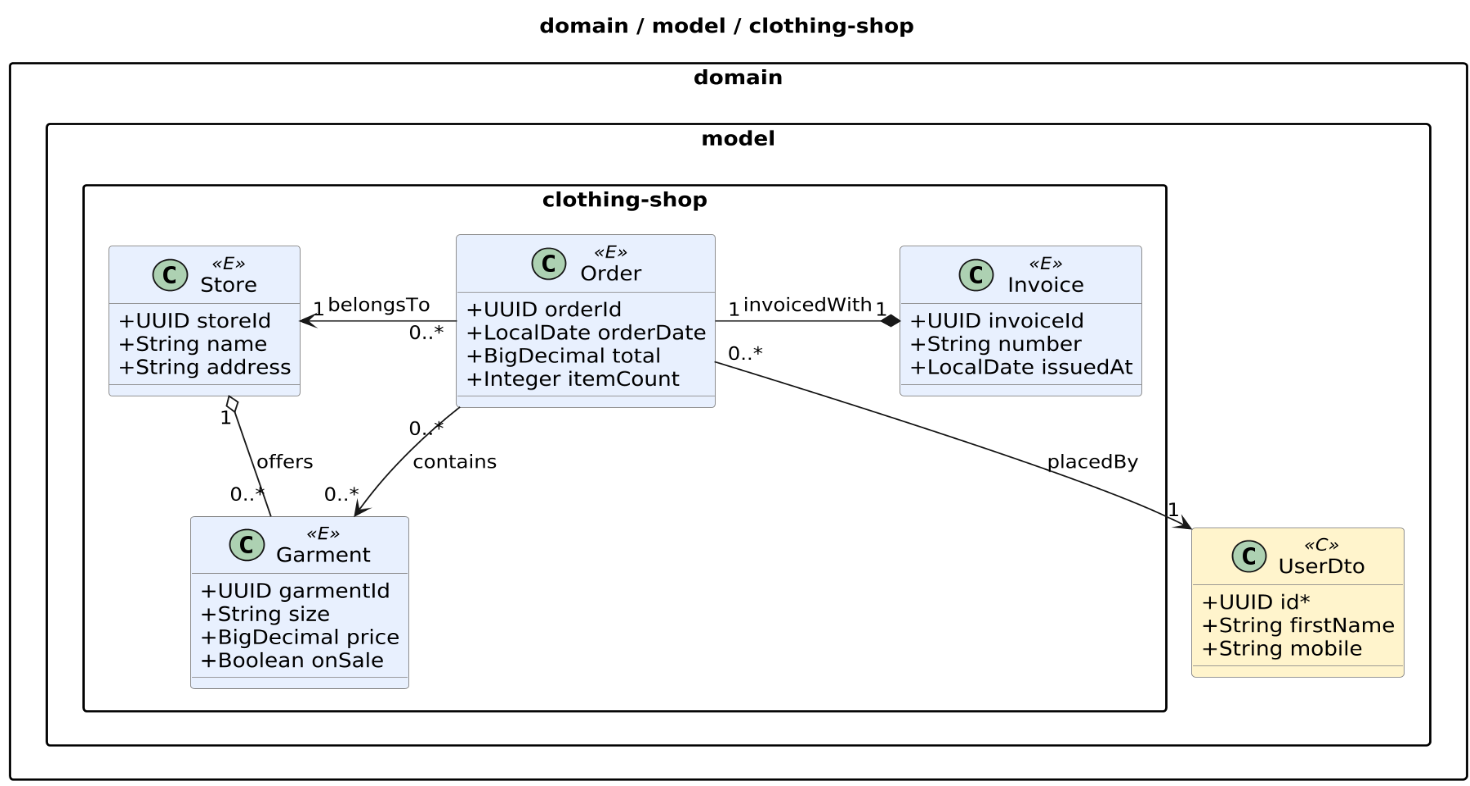 domain / model / clothing-shop
domain
model
clothing-shop
C
«E»
Store
+UUID storeId
+String name
+String address
1
belongsTo
0..*
C
«E»
Order
+UUID orderId
+LocalDate orderDate
+BigDecimal total
+Integer itemCount
1
invoicedWith
1
C
«E»
Invoice
+UUID invoiceId
+String number
+LocalDate issuedAt
1
offers
0..*
0..*
contains
0..*
0..*
placedBy
1
C
«E»
Garment
+UUID garmentId
+String size
+BigDecimal price
+Boolean onSale
C
«C»
UserDto
+UUID id*
+String firstName
+String mobile